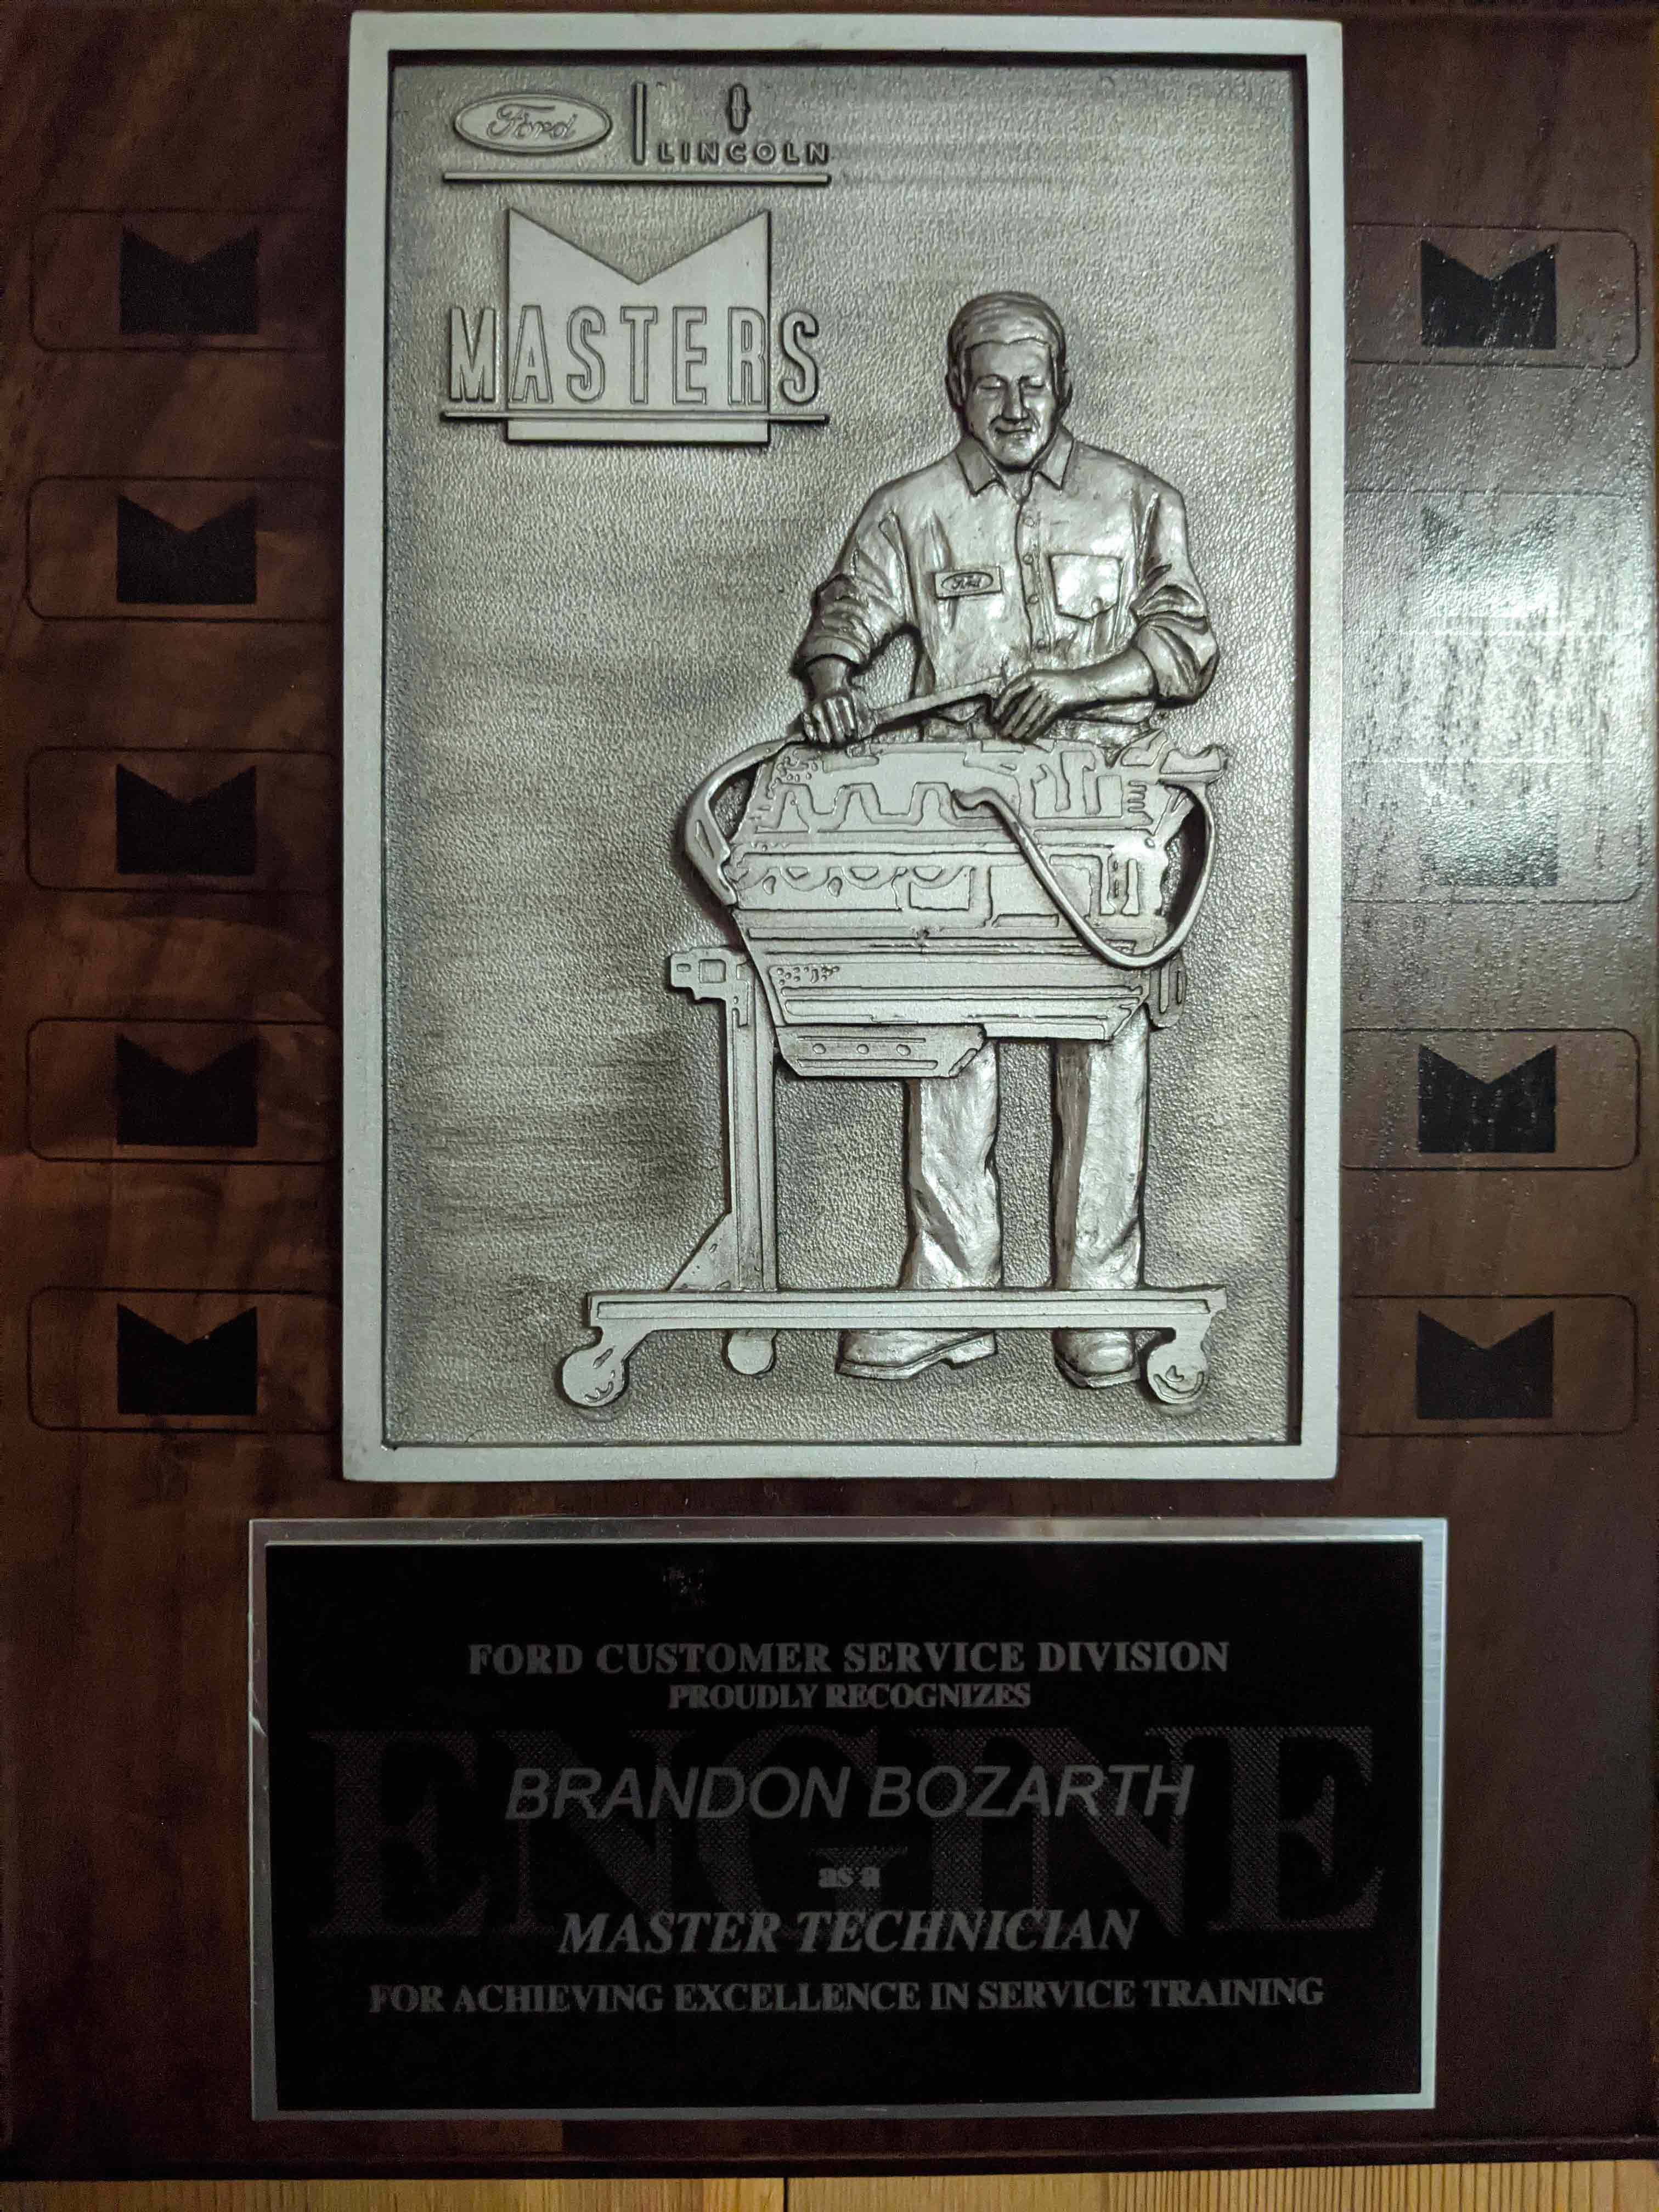 Ford LINCOLN
MASTERS
Ford
FORD CUSTOMER SERVICE DIVISION
PROUDLY RECOGNIZES
ENGINE
BRANDON BOZARTH
as a
MASTER TECHNICIAN
FOR ACHIEVING EXCELLENCE IN SERVICE TRAINING